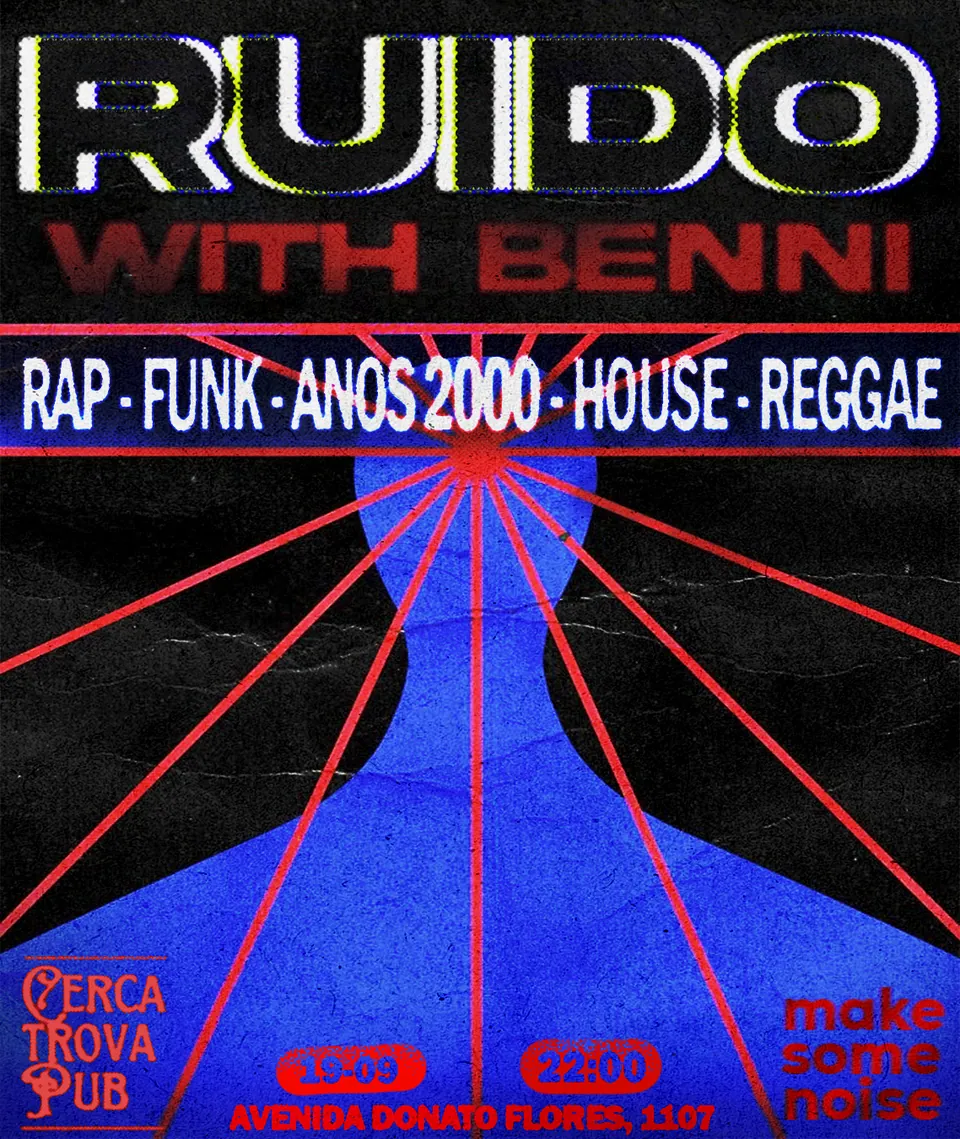 RUIDO
WITH BENNI
RAP - FUNK - ANOS 2000 - HOUSE - REGGAE
CERCA
TROVA
PUB
19-09
22:00
AVENIDA DONATO FLORES, 1107
make
some
noise